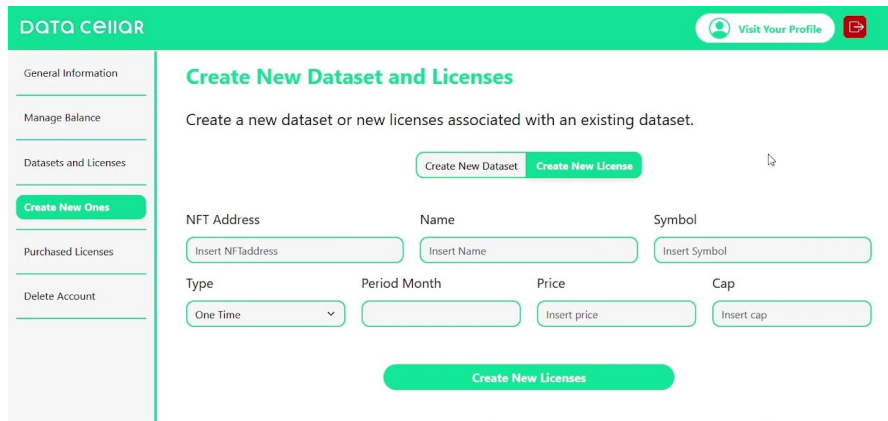 DATA CELLAR
Visit Your Profile
General Information
Manage Balance
Datasets and Licenses
Create New Ones
Purchased Licenses
Delete Account
Create New Dataset and Licenses
Create a new dataset or new licenses associated with an existing dataset.
Create New Dataset Create New License
NFT Address Name Symbol
Insert NFTaddress Insert Name Insert Symbol
Type Period Month Price Cap
One Time Insert price Insert cap
Create New Licenses